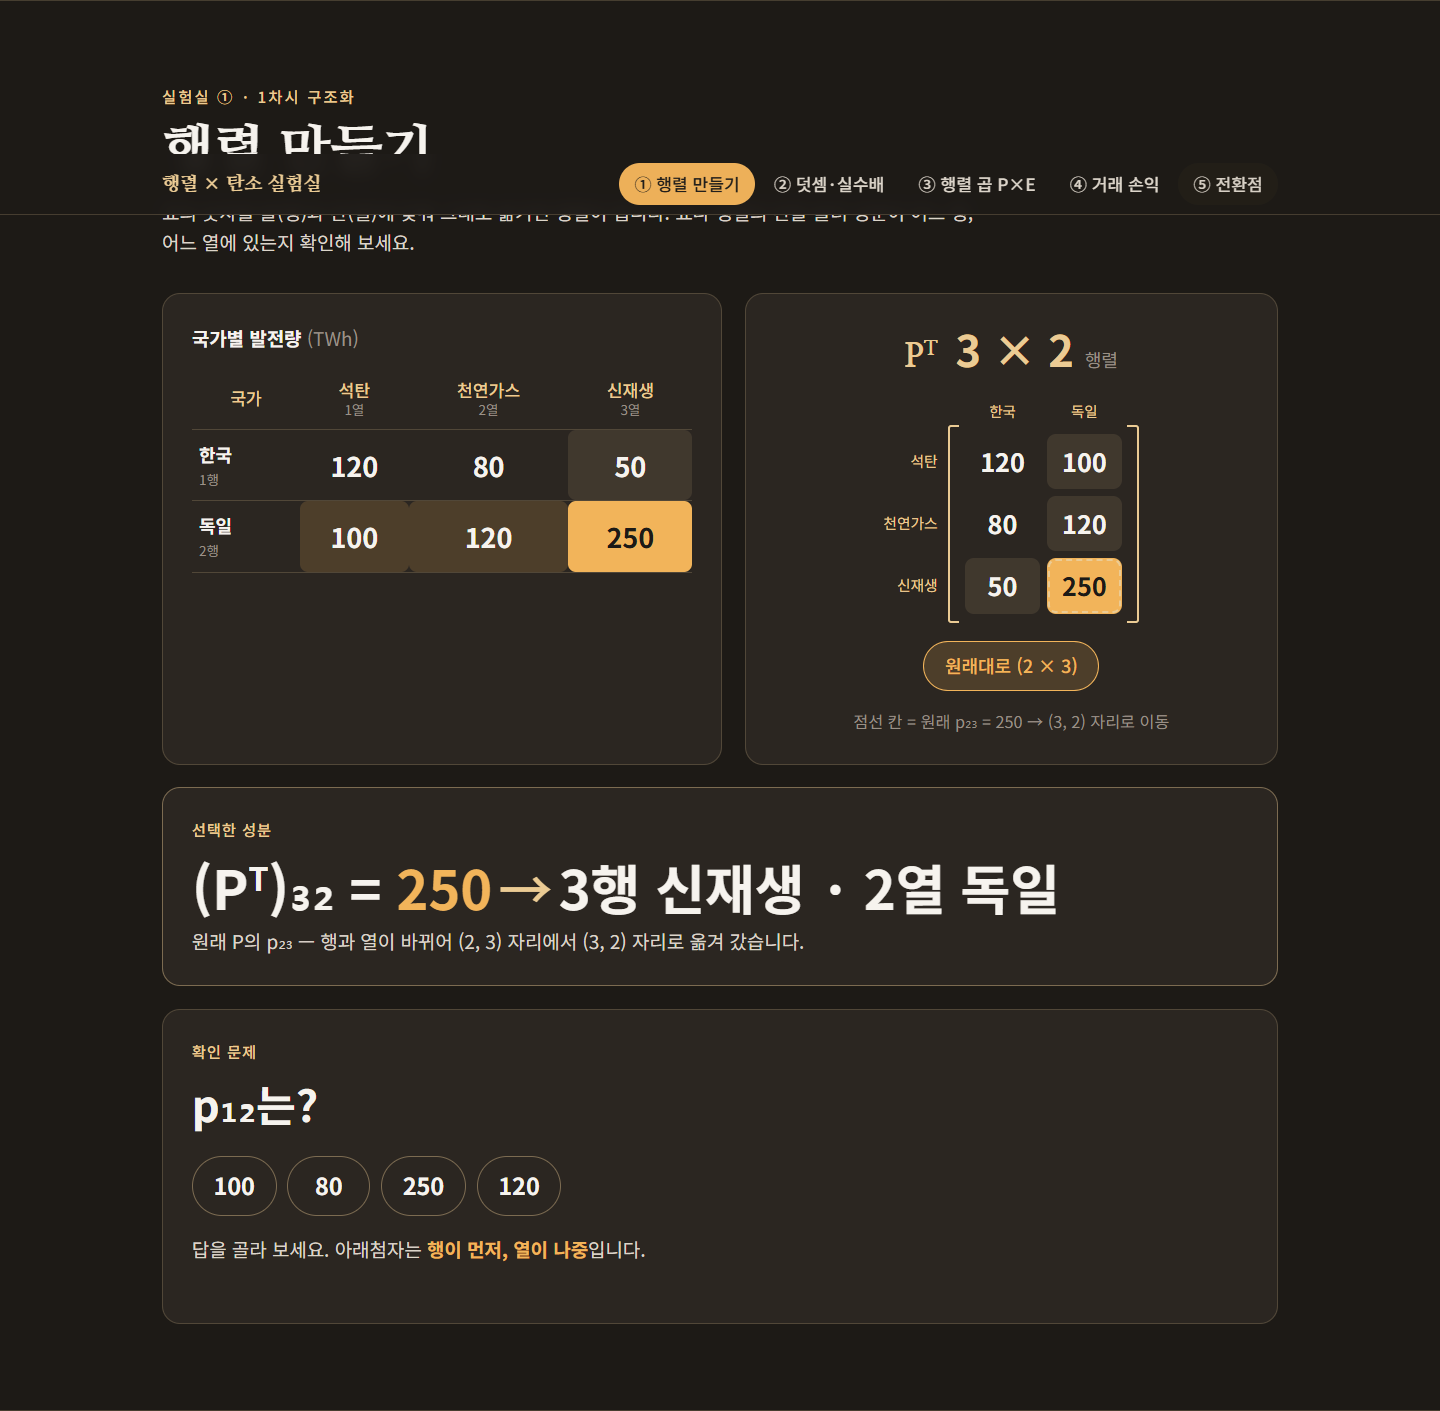 실험실 ① · 1차시 구조화
행렬 만들기
행렬 × 탄소 실험실
① 행렬 만들기 ② 덧셈·실수배 ③ 행렬 곱 P×E ④ 거래 손익 ⑤ 전환점
어느 열에 있는지 확인해 보세요.
국가별 발전량 (TWh)
국가 석탄 천연가스 신재생
1열 2열 3열
한국 120 80 50
1행
독일 100 120 250
2행
Pᵀ 3 × 2 행렬
한국 독일
석탄 120 100
천연가스 80 120
신재생 50 250
원래대로 (2 × 3)
점선 칸 = 원래 p₂₃ = 250 → (3, 2) 자리로 이동
선택한 성분
(Pᵀ)₃₂ = 250 → 3행 신재생 · 2열 독일
원래 P의 p₂₃ — 행과 열이 바뀌어 (2, 3) 자리에서 (3, 2) 자리로 옮겨 갔습니다.
확인 문제
p₁₂는?
100 80 250 120
답을 골라 보세요. 아래첨자는 행이 먼저, 열이 나중입니다.